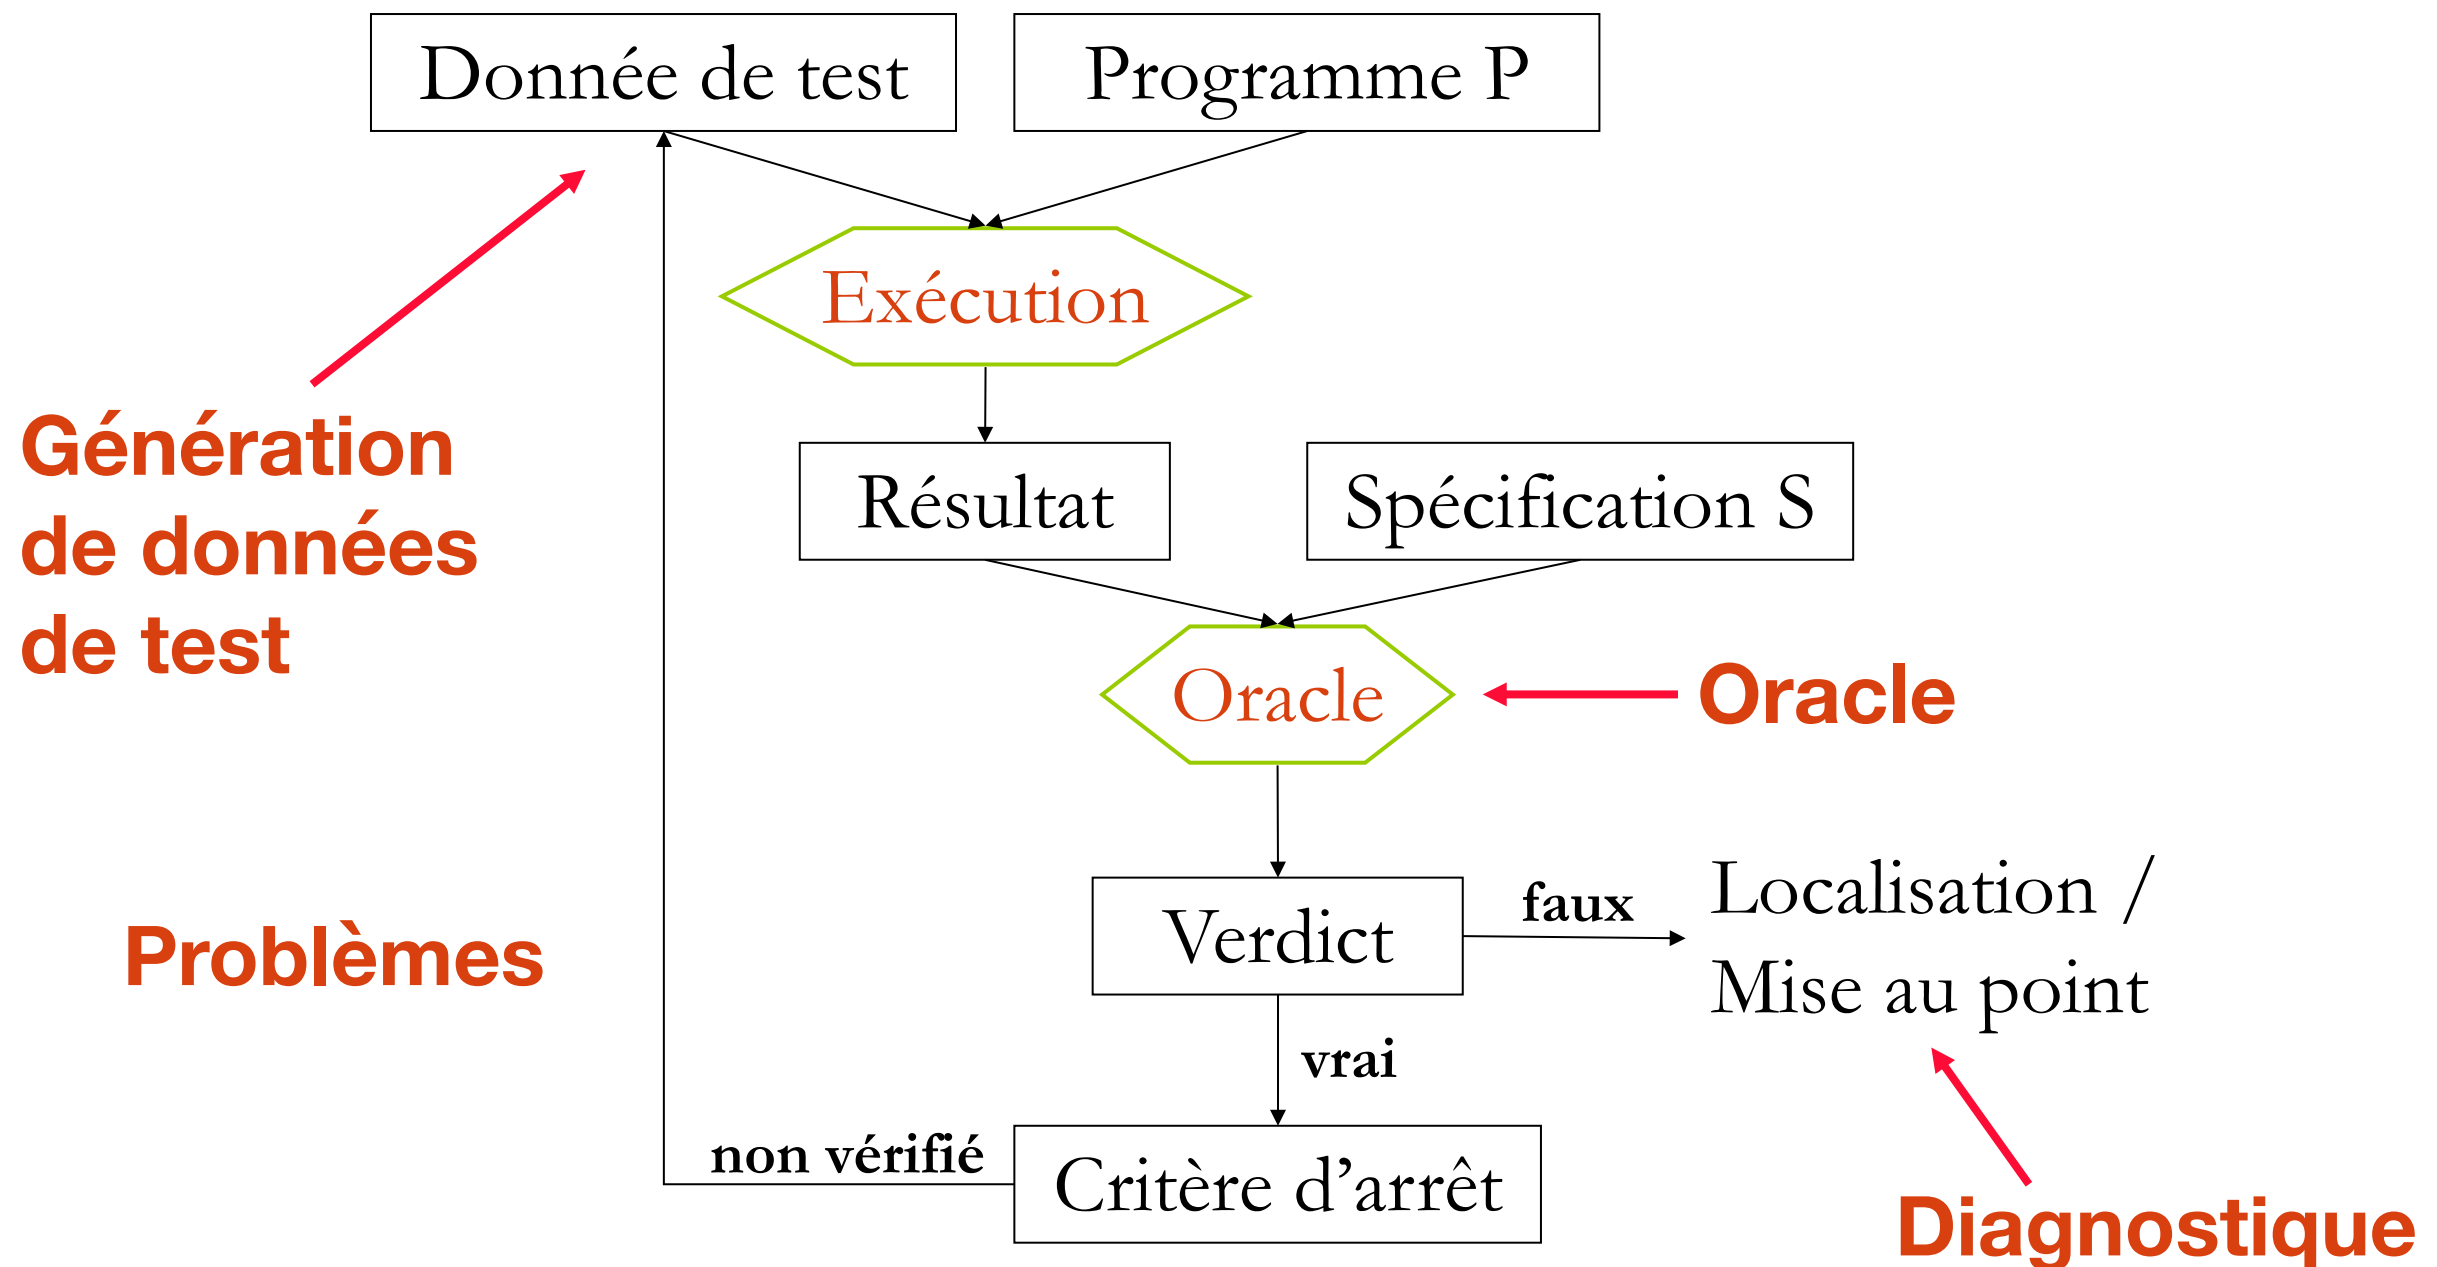 Donnée de test
Programme P
Exécution
Génération
de données
de test
Résultat
Spécification S
Oracle
Oracle
Problèmes
Verdict
faux
Localisation /
Mise au point
vrai
non vérifié
Critère d’arrêt
Diagnostique